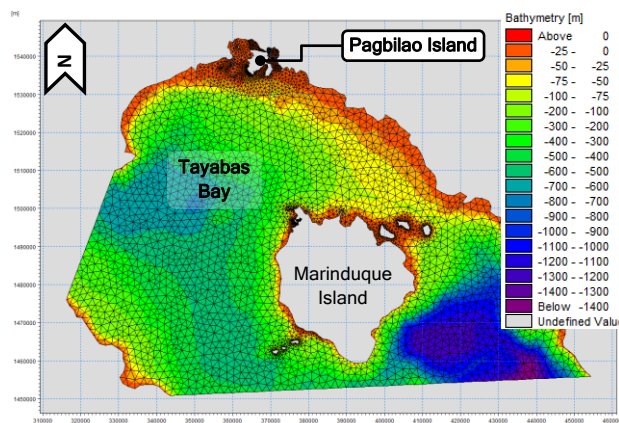 [m]
Bathymetry [m]
Above 0
-25 - 0
-50 - -25
-75 - -50
-100 - -75
-200 - -100
-300 - -200
-400 - -300
-500 - -400
-600 - -500
-700 - -600
-800 - -700
-900 - -800
-1000 - -900
-1100 - -1000
-1200 - -1100
-1300 - -1200
-1400 - -1300
Below -1400
Undefined Value
N
Pagbilao Island
Tayabas
Bay
Marinduque
Island
1540000
1530000
1520000
1510000
1500000
1490000
1480000
1470000
1460000
1450000
310000 320000 330000 340000 350000 360000 370000 380000 390000 400000 410000 420000 430000 440000 450000